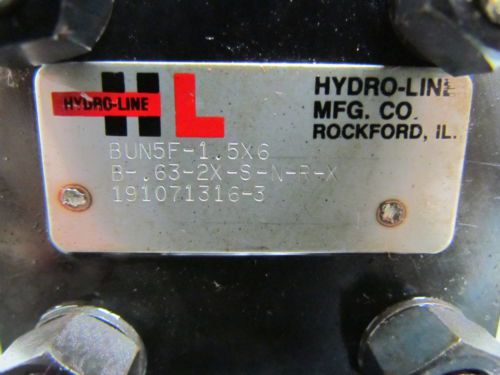 HYDRO-LINE
HL
HYDRO-LINE
MFG. CO.
ROCKFORD, IL.
BUN5F-1.5X6
B-.63-2X-S-N-R-X
191071316-3